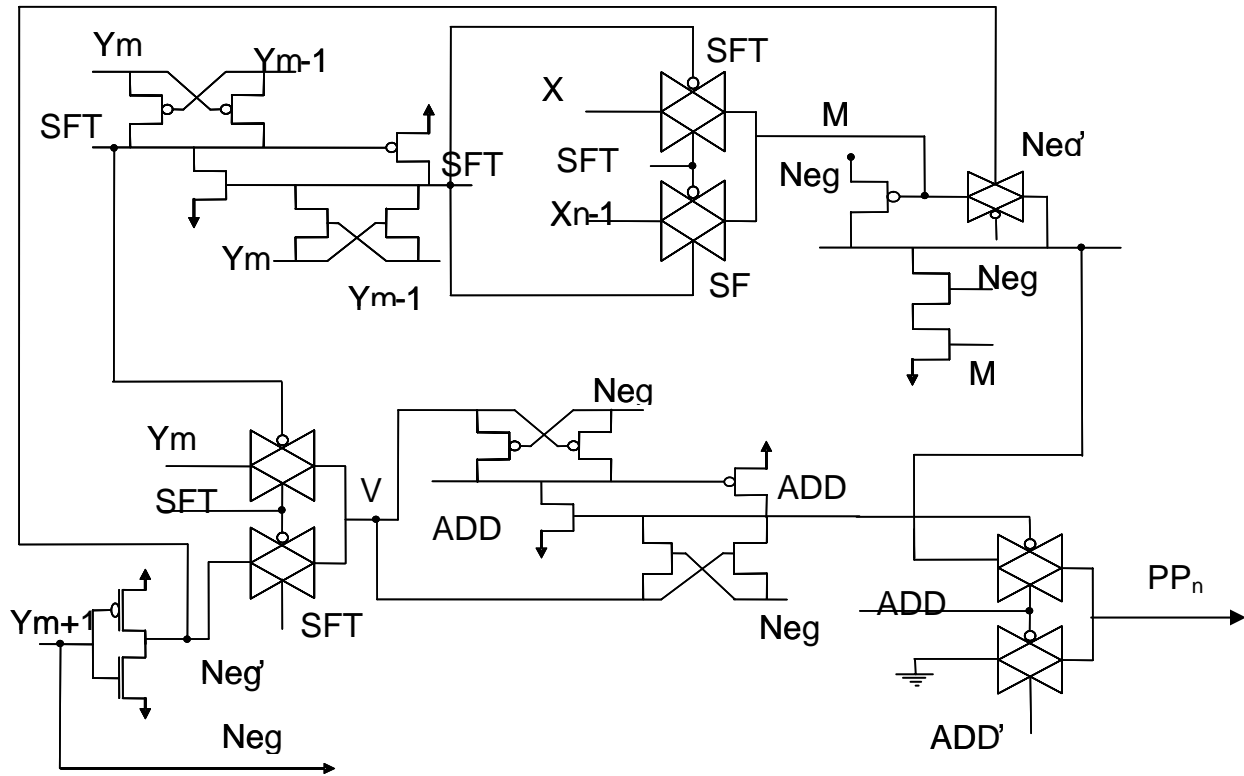 Ym
Ym-1
SFT
SFT
SFT
X
SFT
Xn-1
SF
M
Neg
Neg'
Ym
Ym-1
Neg
M
Neg
Ym
SFT
V
ADD
ADD
SFT
Ym+1
Neg'
Neg
Neg
ADD
PPn
ADD'